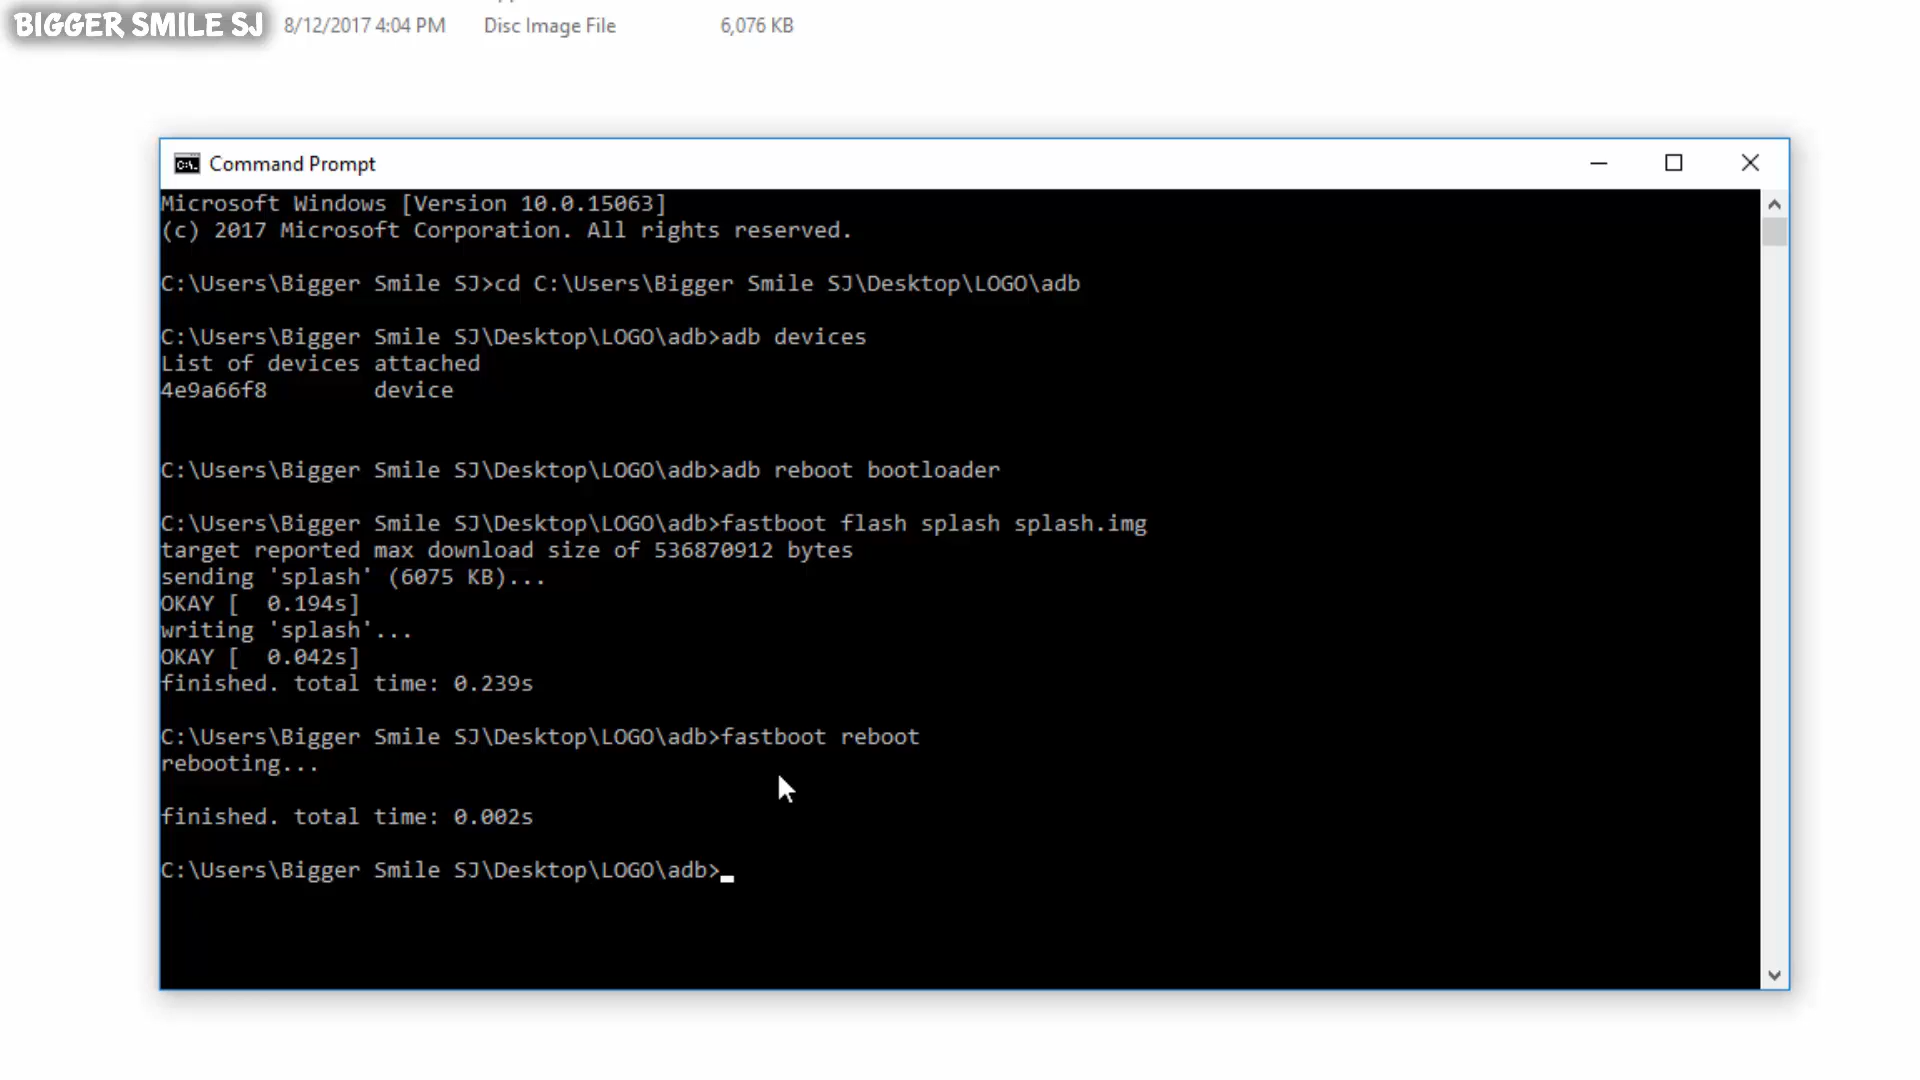 BIGGER SMILE SJ
8/12/2017 4:04 PM Disc Image File 6,076 KB
Command Prompt
Microsoft Windows [Version 10.0.15063]
(c) 2017 Microsoft Corporation. All rights reserved.
C:\Users\Bigger Smile SJ>cd C:\Users\Bigger Smile SJ\Desktop\LOGO\adb
C:\Users\Bigger Smile SJ\Desktop\LOGO\adb>adb devices
List of devices attached
4e9a66f8 device
C:\Users\Bigger Smile SJ\Desktop\LOGO\adb>adb reboot bootloader
C:\Users\Bigger Smile SJ\Desktop\LOGO\adb>fastboot flash splash splash.img
target reported max download size of 536870912 bytes
sending 'splash' (6075 KB)...
OKAY [  0.194s]
writing 'splash'...
OKAY [  0.042s]
finished. total time: 0.239s
C:\Users\Bigger Smile SJ\Desktop\LOGO\adb>fastboot reboot
rebooting...
finished. total time: 0.002s
C:\Users\Bigger Smile SJ\Desktop\LOGO\adb>